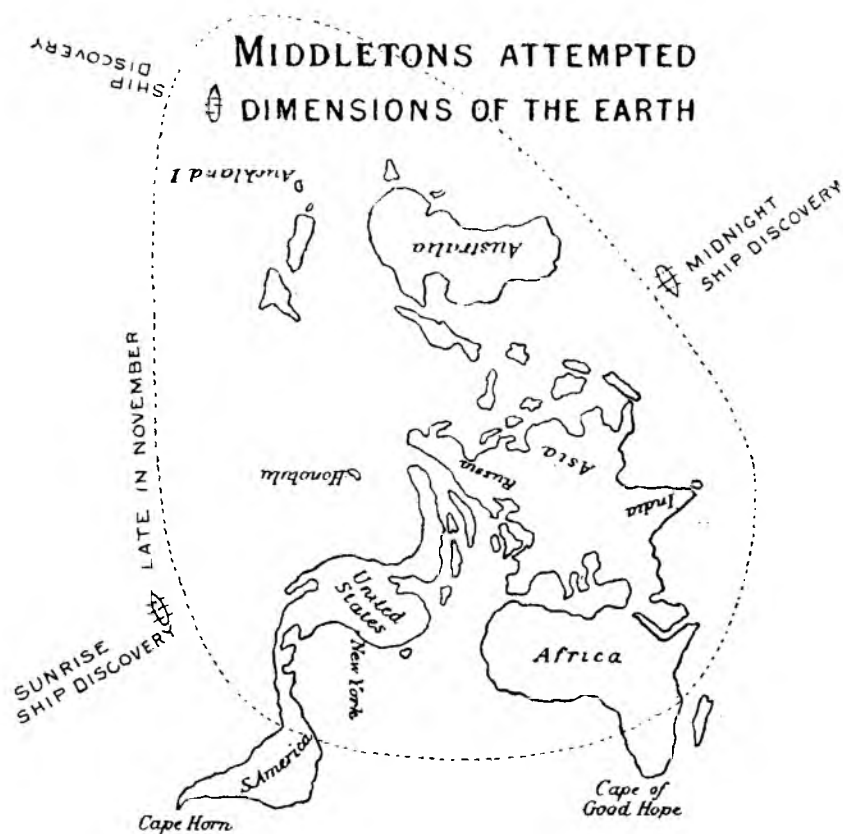 MIDDLETONS ATTEMPTED
DIMENSIONS OF THE EARTH
SHIP
DISCOVERY
Auckland I
Australia
MIDNIGHT
SHIP DISCOVERY
LATE IN NOVEMBER
Honolulu
Russia
Asia
India
United
States
New York
Africa
SUNRISE
SHIP DISCOVERY
S America
Cape Horn
Cape of
Good Hope